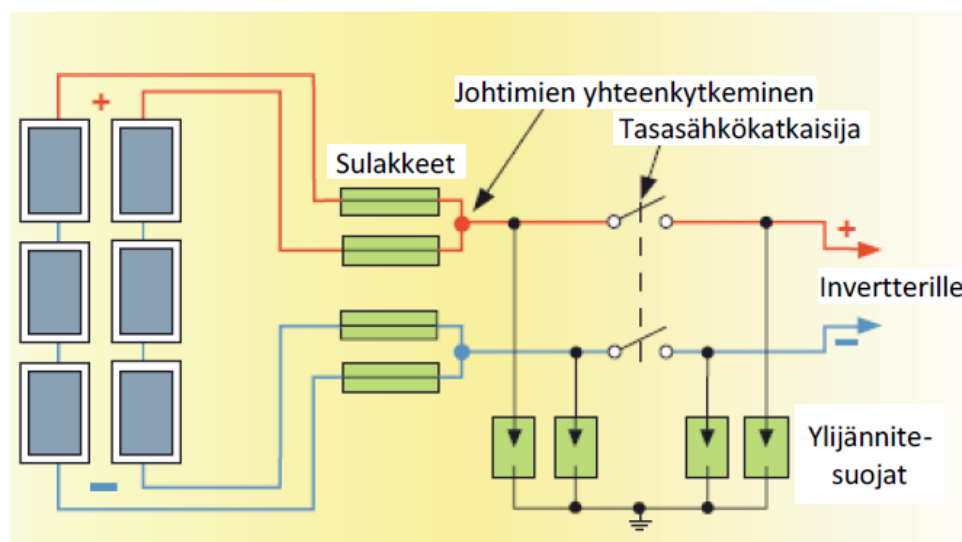 Johtimien yhteenkytkeminen
Tasasähkökatkaisija
Sulakkeet
+
+
Invertterille
−
Ylijännite-
suojat
−